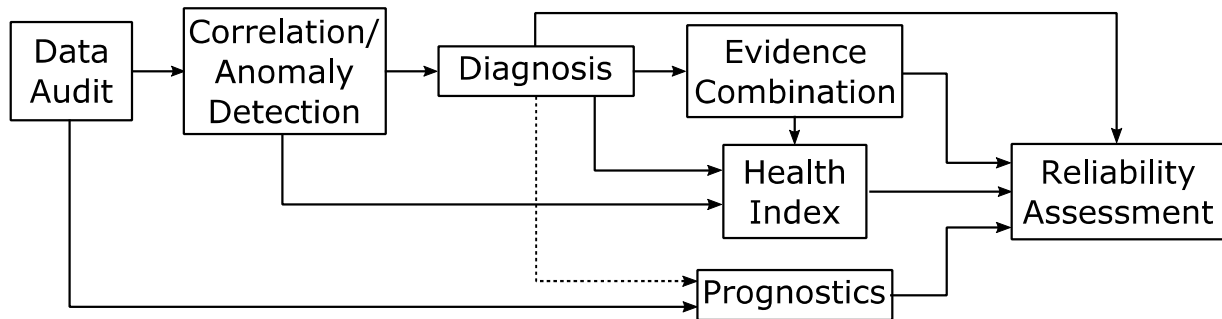 Data
Audit
Correlation/
Anomaly
Detection
Diagnosis
Evidence
Combination
Health
Index
Prognostics
Reliability
Assessment